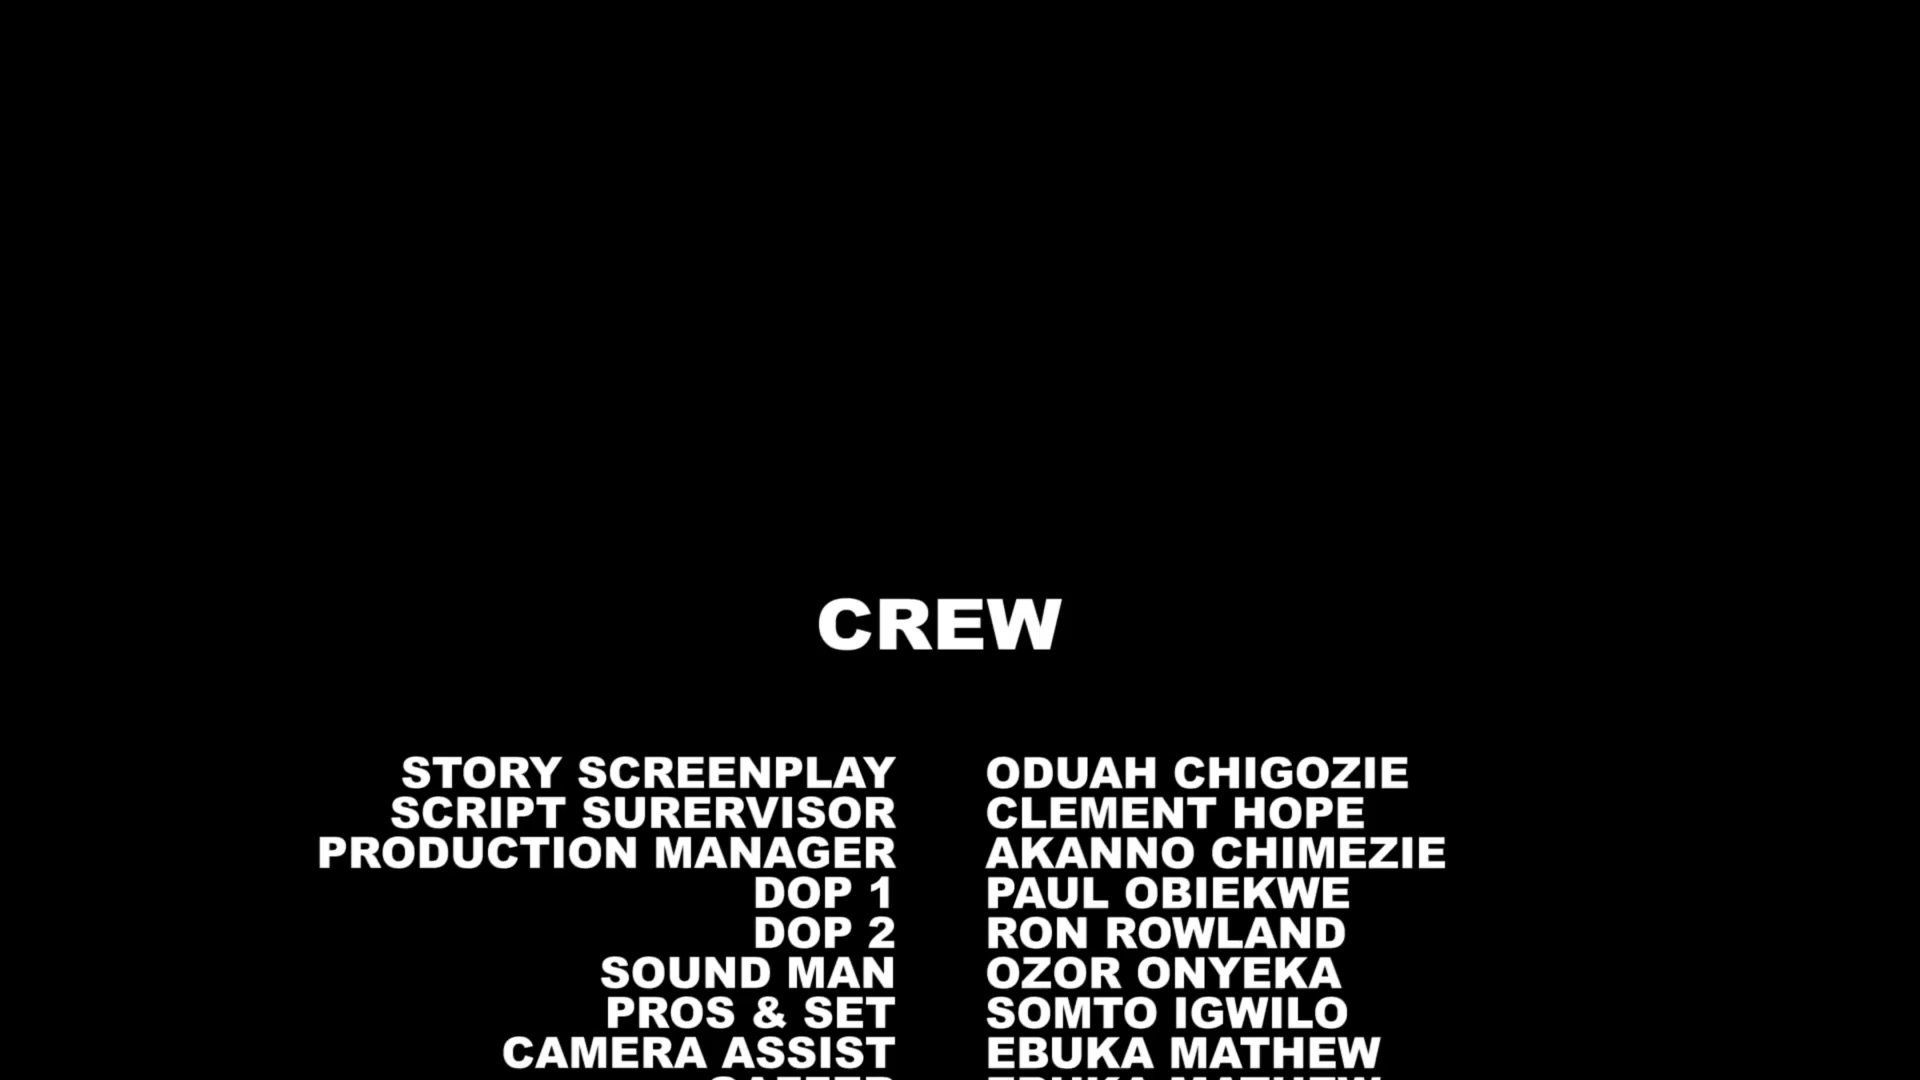 CREW
STORY SCREENPLAY ODUAH CHIGOZIE
SCRIPT SURERVISOR CLEMENT HOPE
PRODUCTION MANAGER AKANNO CHIMEZIE
DOP 1 PAUL OBIEKWE
DOP 2 RON ROWLAND
SOUND MAN OZOR ONYEKA
PROS & SET SOMTO IGWILO
CAMERA ASSIST EBUKA MATHEW